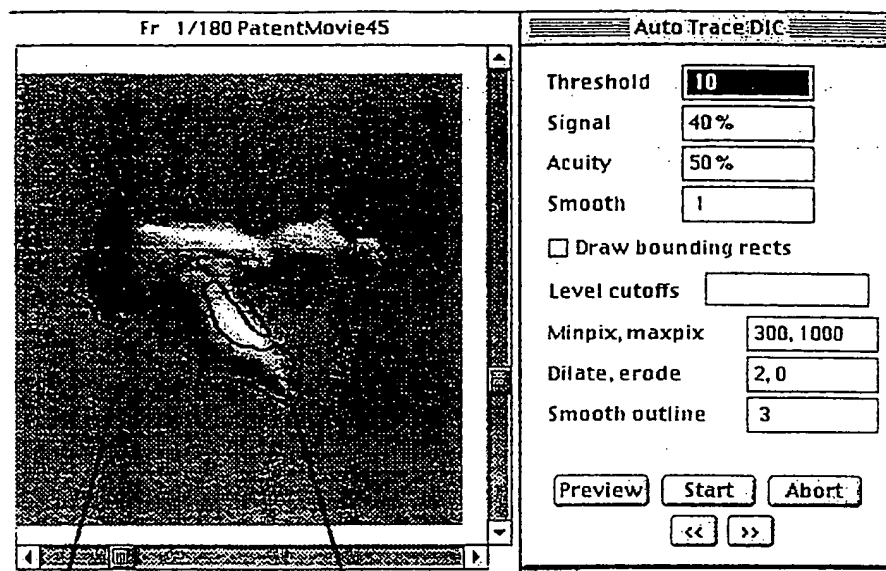 Fr 1/180 PatentMovie45
Auto Trace DIC
Threshold 10
Signal 40%
Acuity 50%
Smooth 1
Draw bounding rects
Level cutoffs
Minpix, maxpix 300, 1000
Dilate, erode 2, 0
Smooth outline 3
Preview Start Abort
<< >>